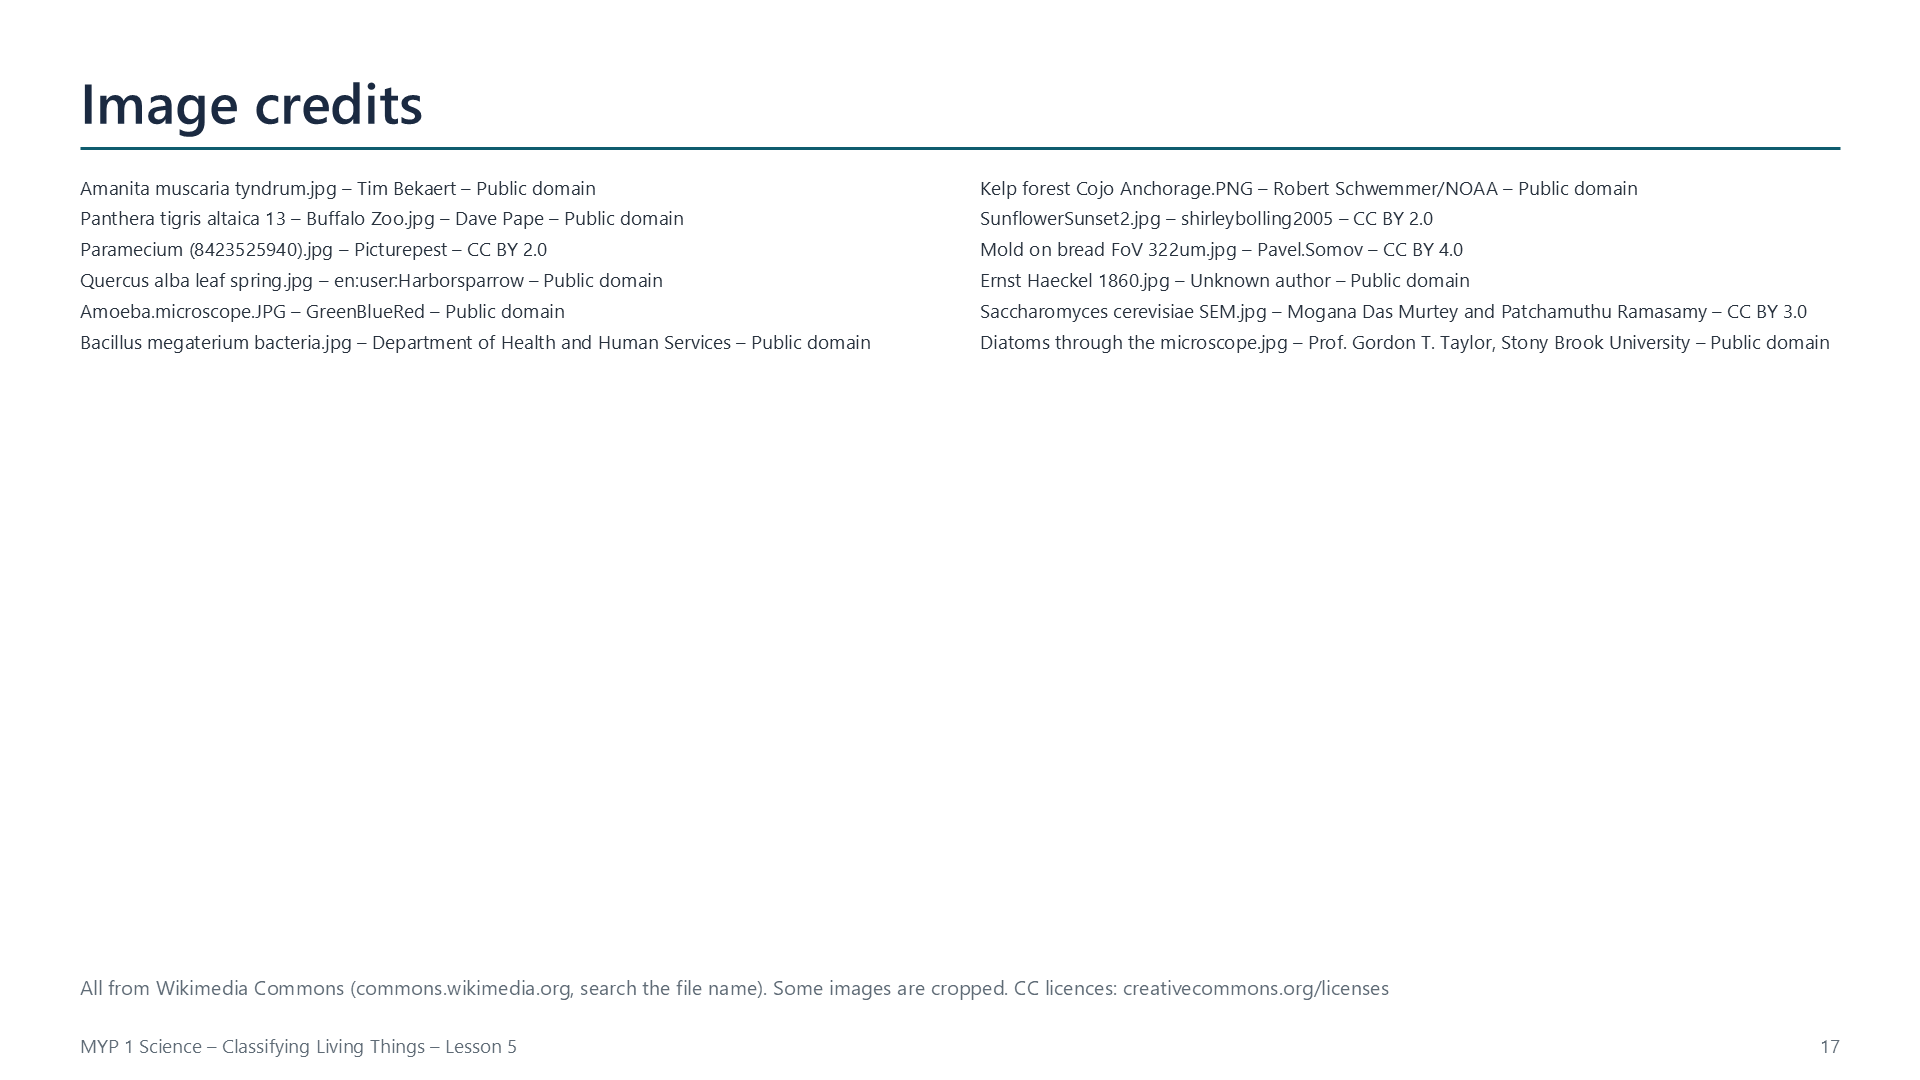 Image credits
Amanita muscaria tyndrum.jpg – Tim Bekaert – Public domain
Panthera tigris altaica 13 – Buffalo Zoo.jpg – Dave Pape – Public domain
Paramecium (8423525940).jpg – Picturepest – CC BY 2.0
Quercus alba leaf spring.jpg – en:user:Harborsparrow – Public domain
Amoeba.microscope.JPG – GreenBlueRed – Public domain
Bacillus megaterium bacteria.jpg – Department of Health and Human Services – Public domain
Kelp forest Cojo Anchorage.PNG – Robert Schwemmer/NOAA – Public domain
SunflowerSunset2.jpg – shirleybolling2005 – CC BY 2.0
Mold on bread FoV 322um.jpg – Pavel.Somov – CC BY 4.0
Ernst Haeckel 1860.jpg – Unknown author – Public domain
Saccharomyces cerevisiae SEM.jpg – Mogana Das Murtey and Patchamuthu Ramasamy – CC BY 3.0
Diatoms through the microscope.jpg – Prof. Gordon T. Taylor, Stony Brook University – Public domain
All from Wikimedia Commons (commons.wikimedia.org, search the file name). Some images are cropped. CC licences: creativecommons.org/licenses
MYP 1 Science – Classifying Living Things – Lesson 5
17